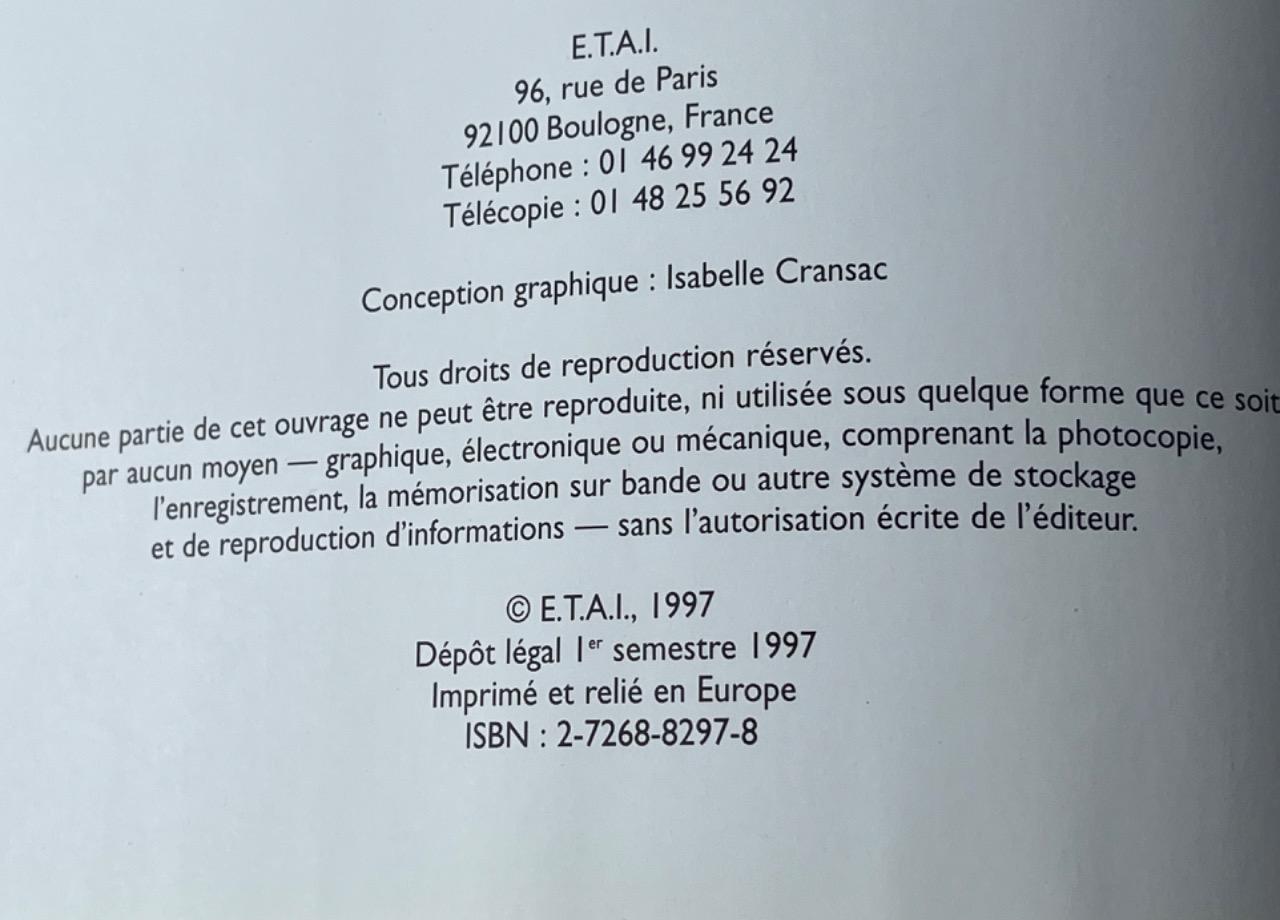 E.T.A.I.
96, rue de Paris
92100 Boulogne, France
Téléphone : 01 46 99 24 24
Télécopie : 01 48 25 56 92
Conception graphique : Isabelle Cransac
Tous droits de reproduction réservés.
Aucune partie de cet ouvrage ne peut être reproduite, ni utilisée sous quelque forme que ce soit
par aucun moyen — graphique, électronique ou mécanique, comprenant la photocopie,
l'enregistrement, la mémorisation sur bande ou autre système de stockage
et de reproduction d'informations — sans l'autorisation écrite de l'éditeur.
© E.T.A.I., 1997
Dépôt légal 1er semestre 1997
Imprimé et relié en Europe
ISBN : 2-7268-8297-8